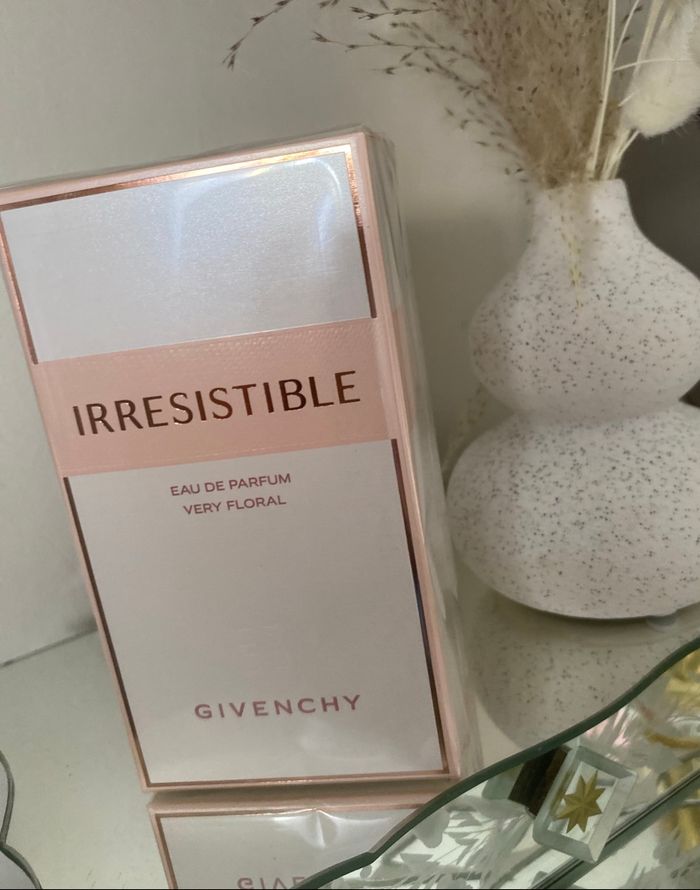 IRRESISTIBLE
EAU DE PARFUM
VERY FLORAL
GIVENCHY